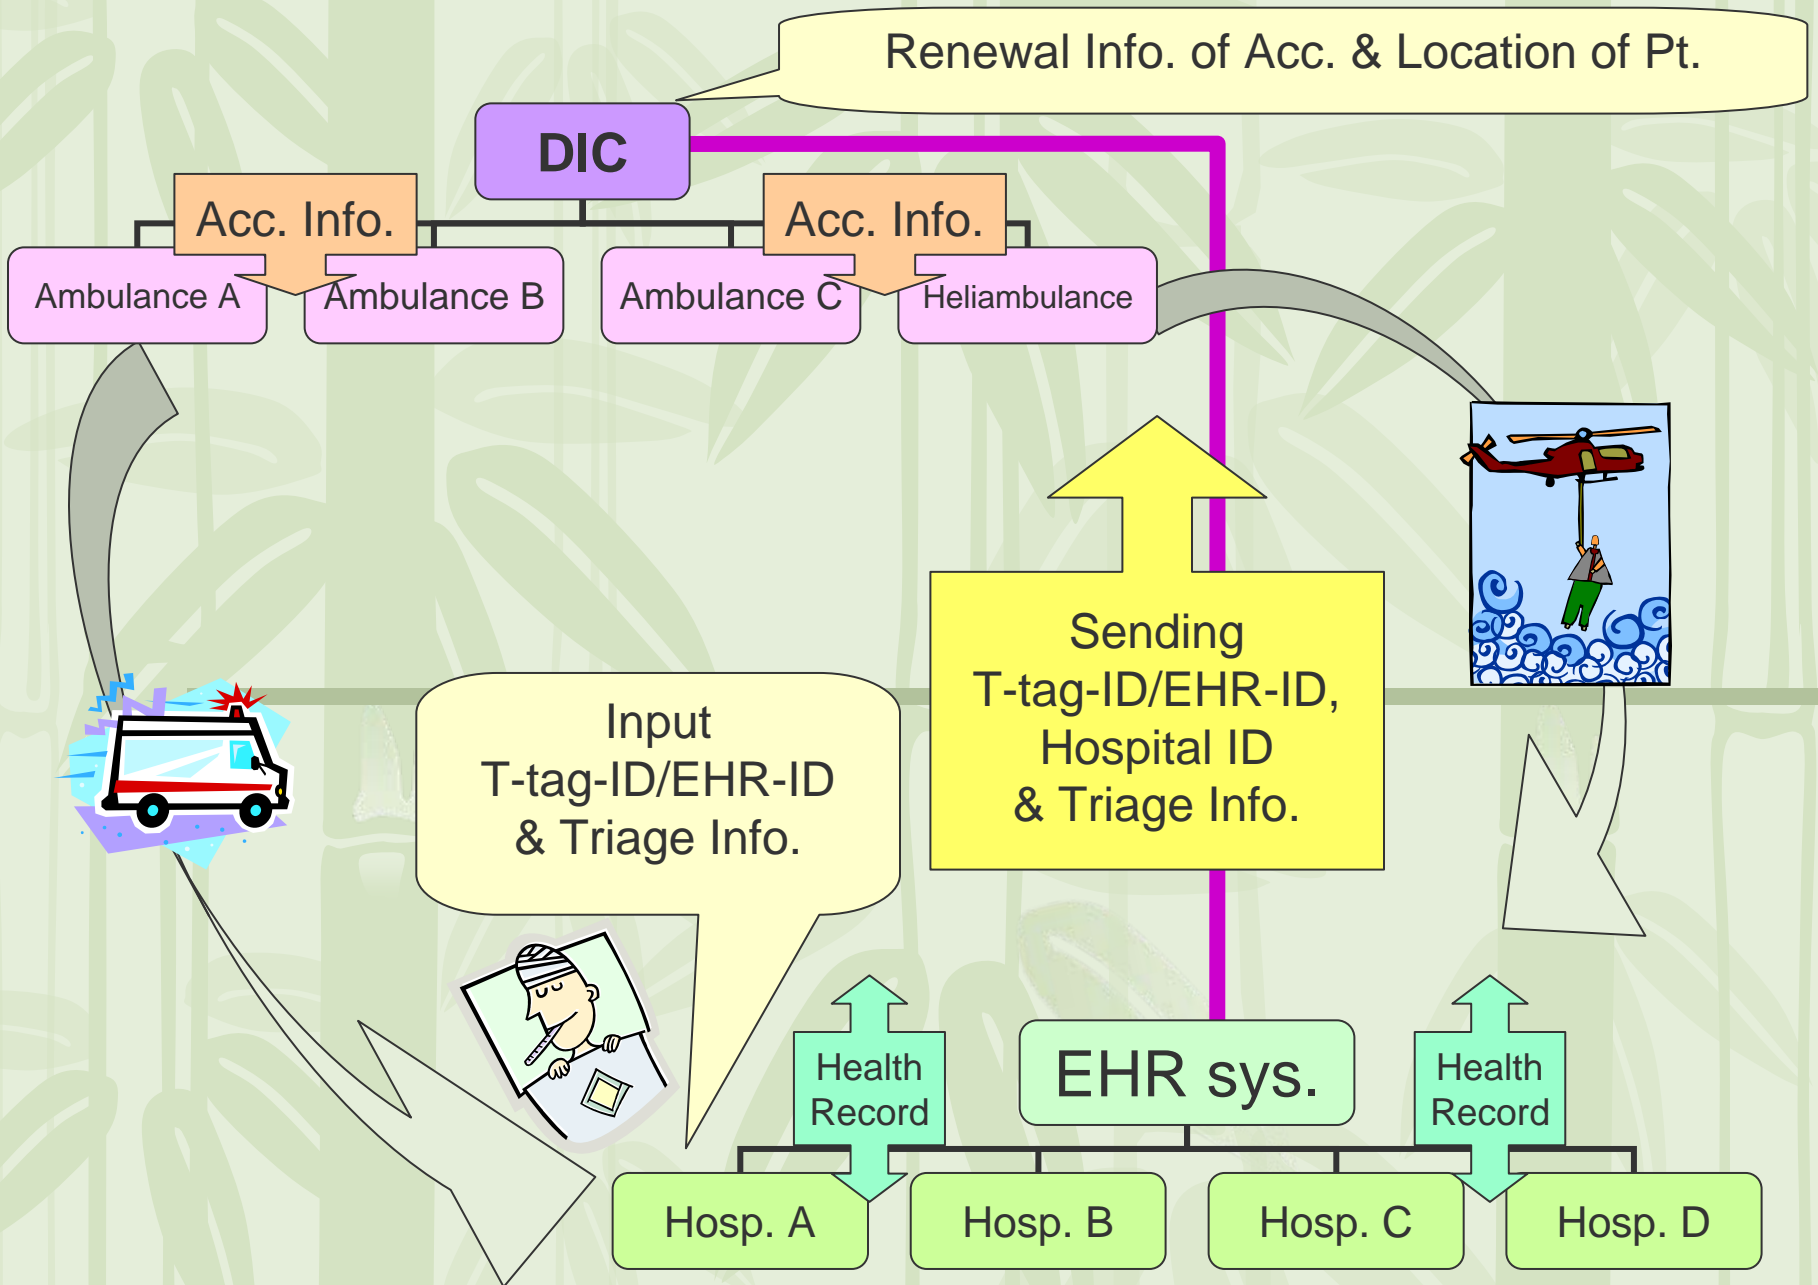 Renewal Info. of Acc. & Location of Pt.
DIC
Acc. Info.
Acc. Info.
Ambulance A
Ambulance B
Ambulance C
Heliambulance
Sending
T-tag-ID/EHR-ID,
Hospital ID
& Triage Info.
Input
T-tag-ID/EHR-ID
& Triage Info.
Health
Record
EHR sys.
Health
Record
Hosp. A
Hosp. B
Hosp. C
Hosp. D